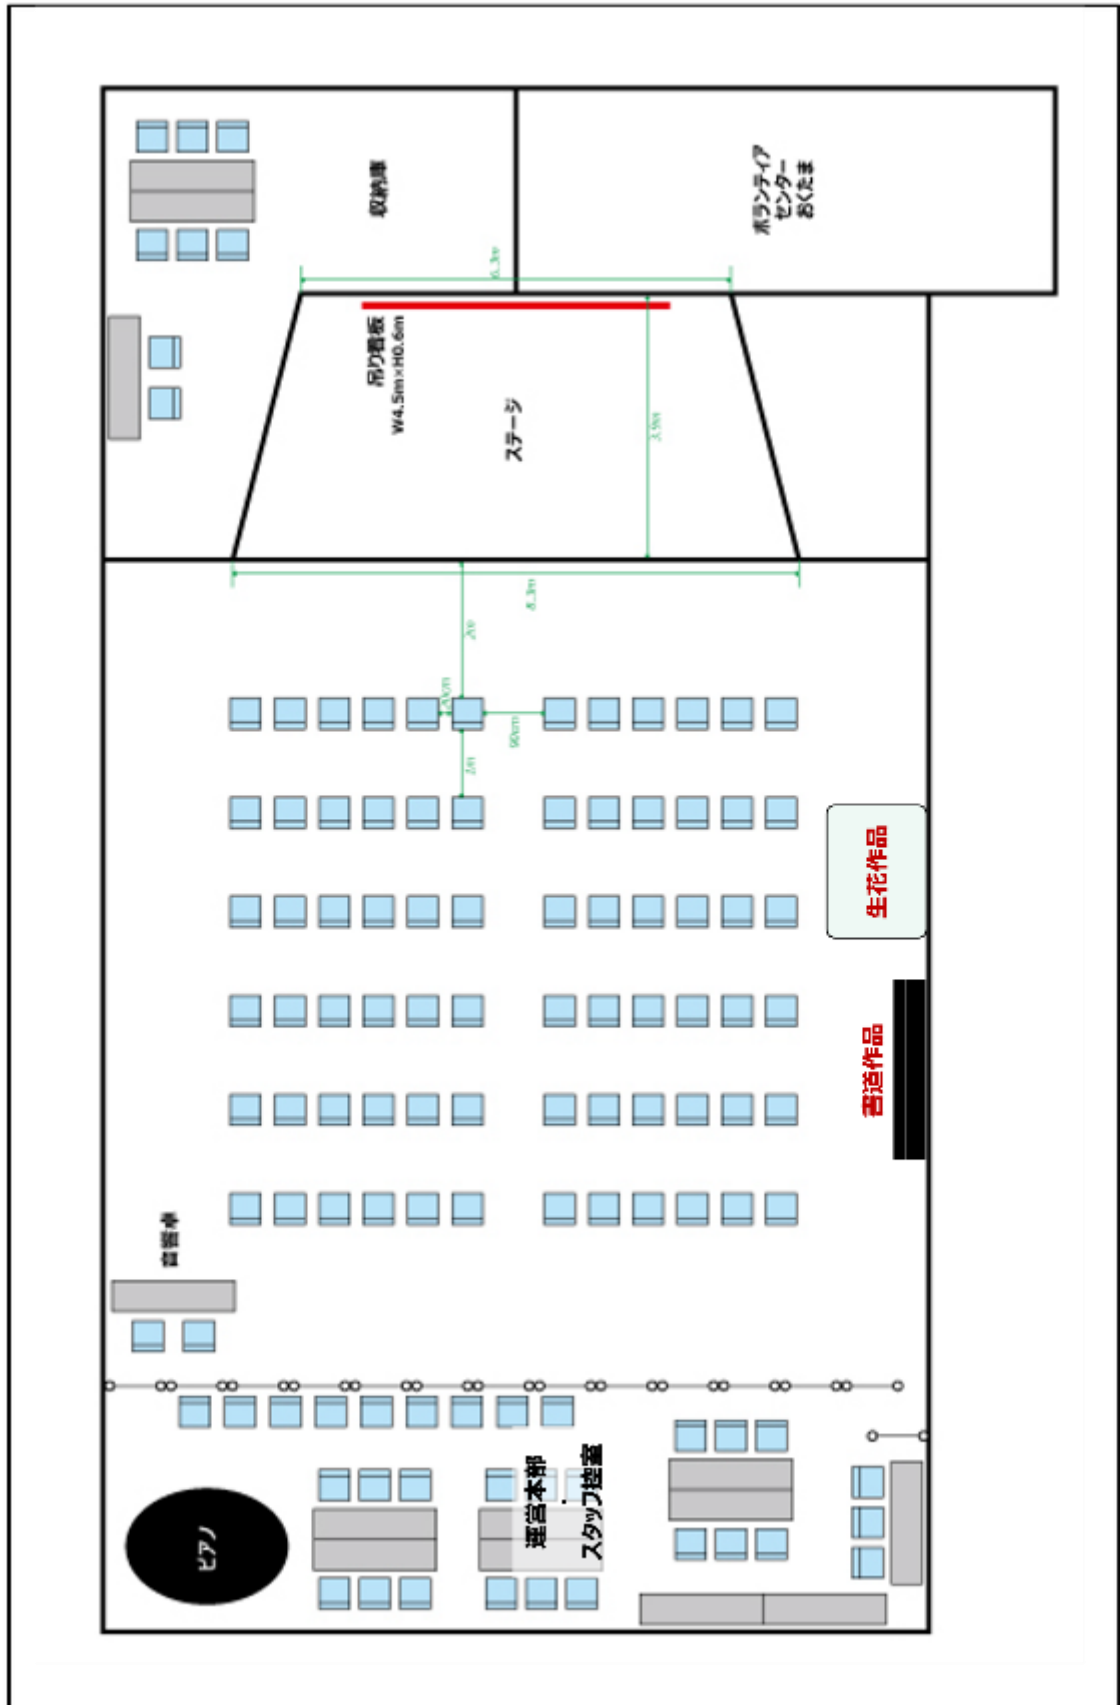 収納庫
ボランティア
センター
おくたま
6.3m
吊り看板
W4.5m×H0.6m
ステージ
3.9m
8.3m
2m
20cm
90cm
1m
生花作品
書道作品
音響卓
運営本部
・
スタッフ控室
ピアノ